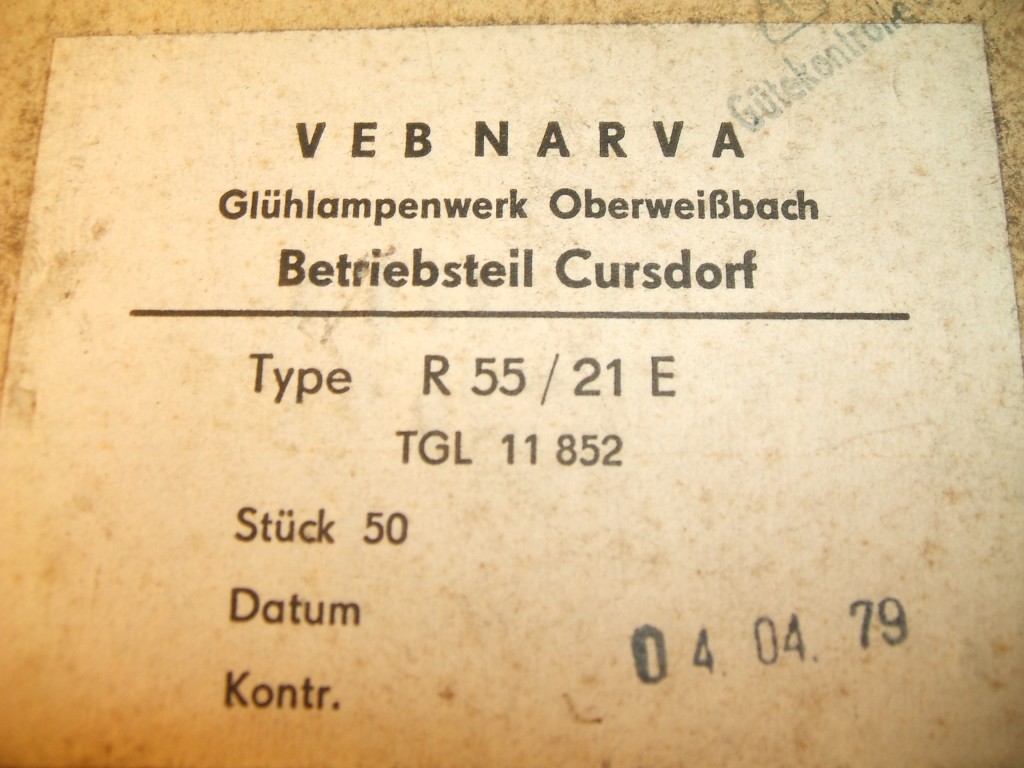 Gütekontrolle
VEB NARVA
Glühlampenwerk Oberweißbach
Betriebsteil Cursdorf
Type R 55 / 21 E
TGL 11 852
Stück 50
Datum
04 04. 79
Kontr.